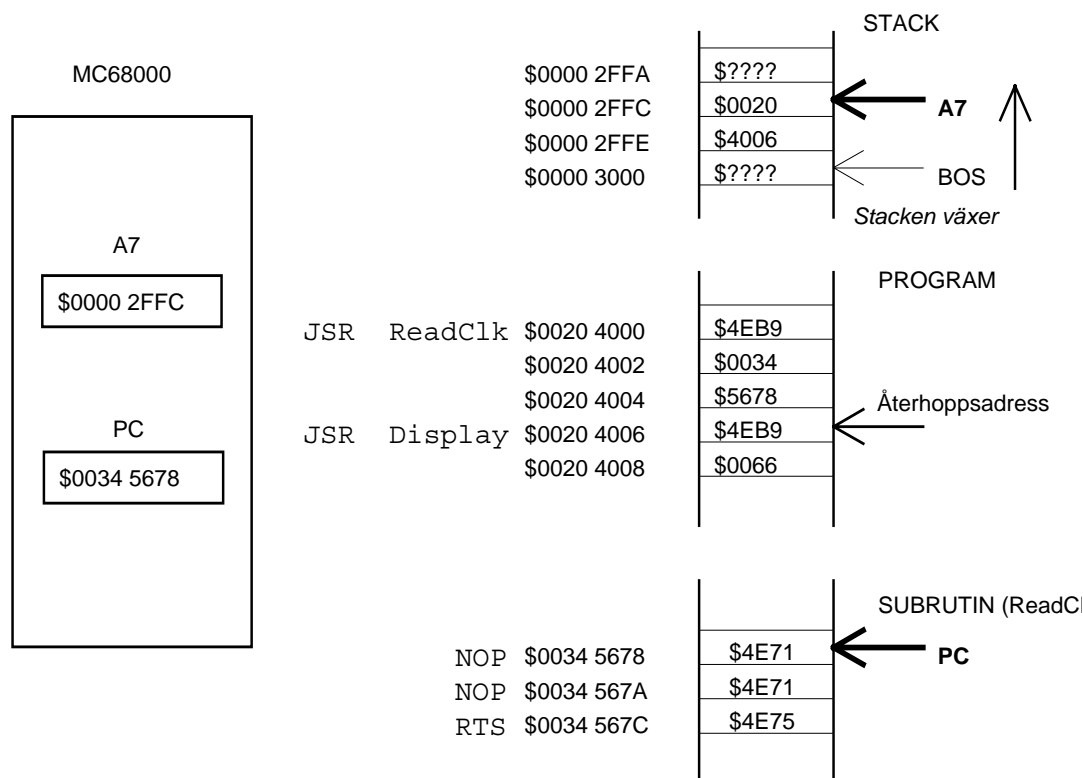 STACK
MC68000
$0000 2FFA $????
$0000 2FFC $0020 A7
$0000 2FFE $4006
$0000 3000 $???? BOS
Stacken växer
A7
$0000 2FFC
PROGRAM
JSR ReadClk $0020 4000 $4EB9
$0020 4002 $0034
$0020 4004 $5678 Återhoppsadress
PC
JSR Display $0020 4006 $4EB9
$0034 5678
$0020 4008 $0066
SUBRUTIN (ReadCl
NOP $0034 5678 $4E71 PC
NOP $0034 567A $4E71
RTS $0034 567C $4E75